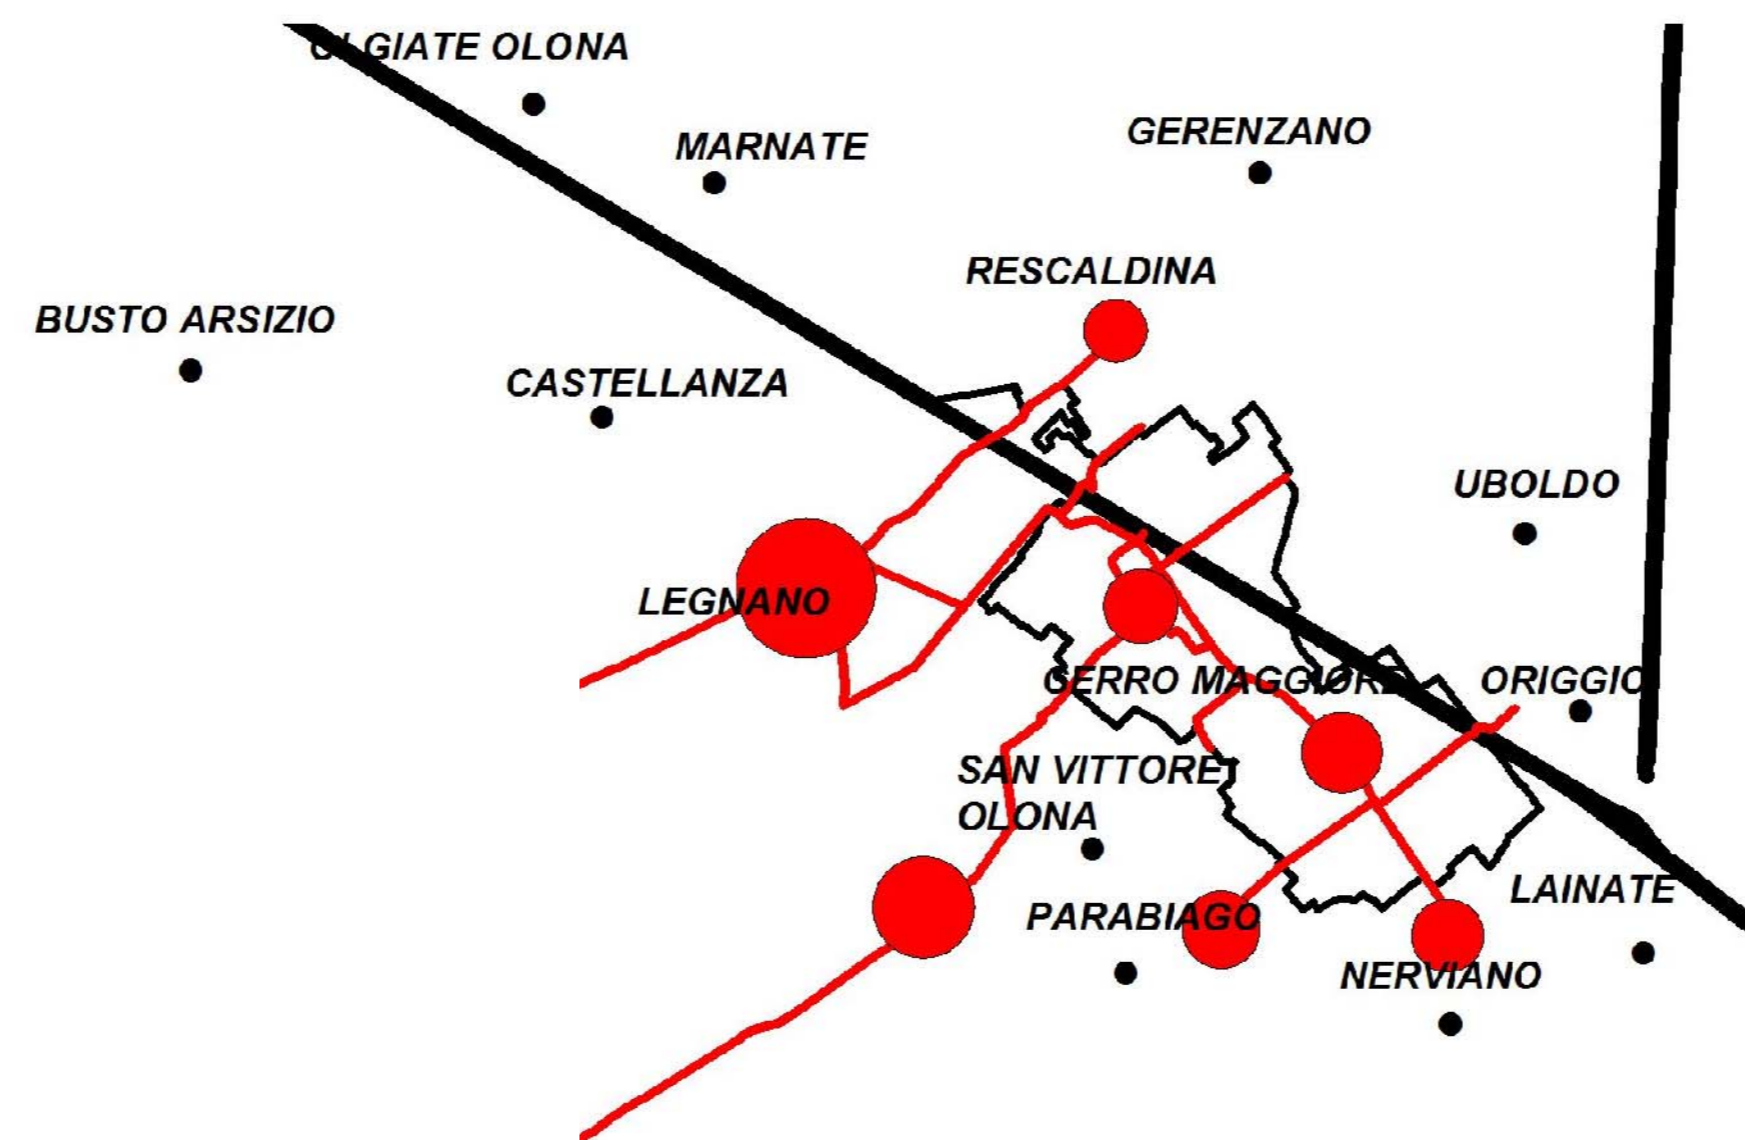 OLGIATE OLONA
MARNATE
GERENZANO
RESCALDINA
BUSTO ARSIZIO
CASTELLANZA
UBOLDO
LEGNANO
CERRO MAGGIORE
ORIGGIO
SAN VITTORE
OLONA
LAINATE
PARABIAGO
NERVIANO